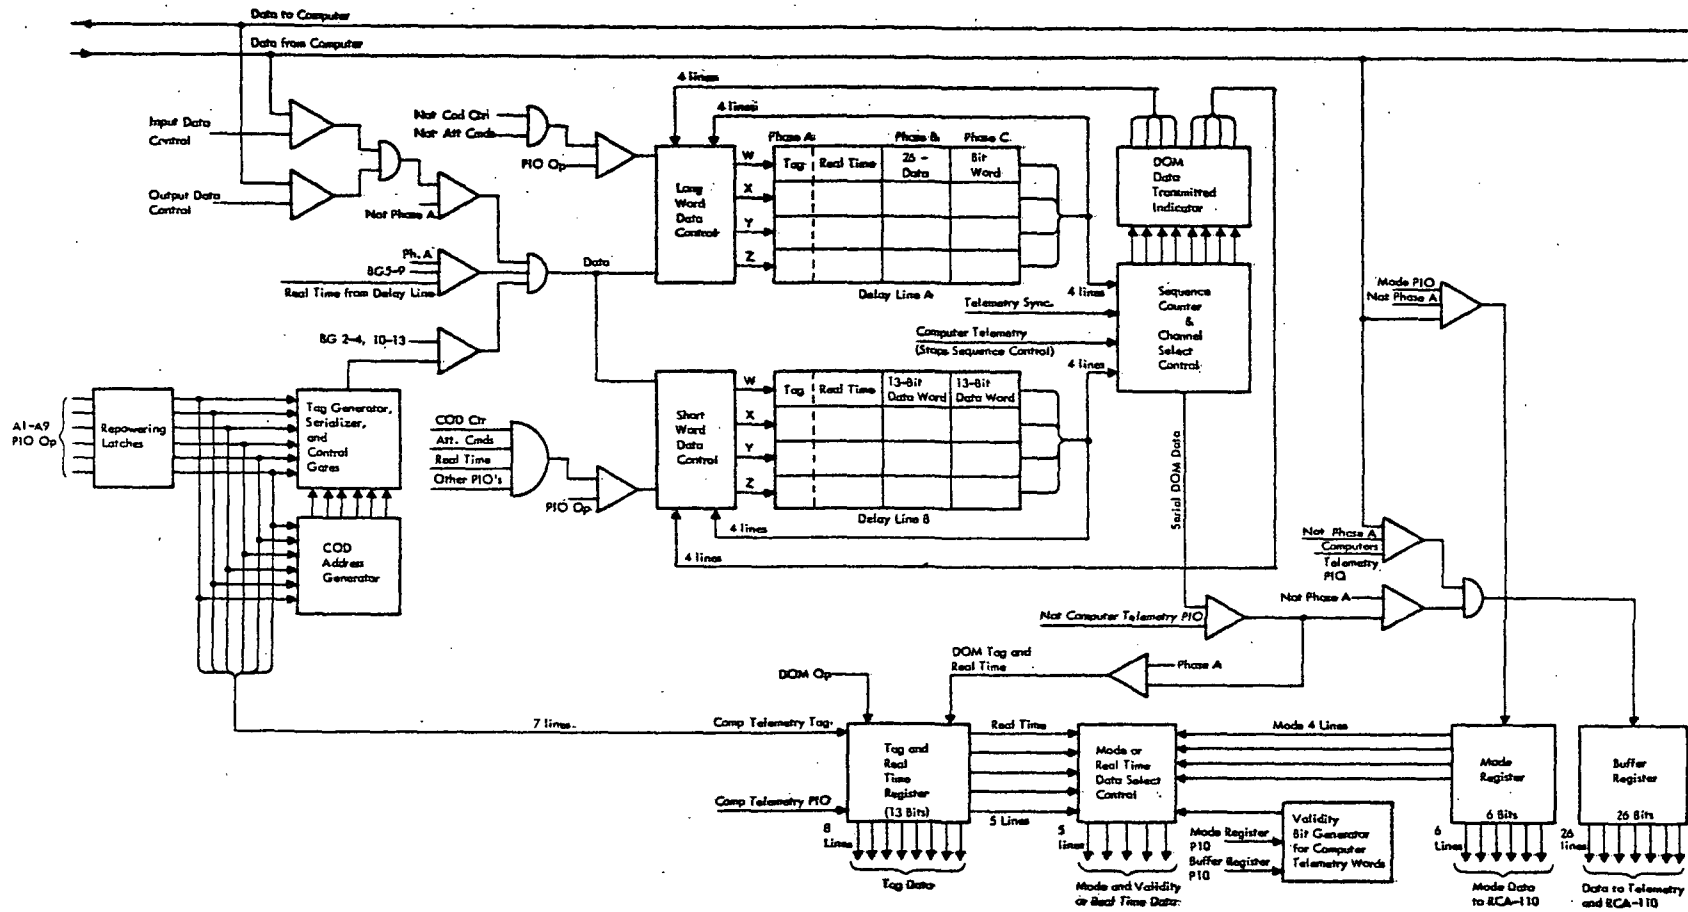 Data to Computer
Data from Computer
4 lines
4 lines
Input Data
Control
Output Data
Control
Not Phase A
Not Cod Ctrl
Not Att Cmds
PIO Op
Long
Word
Data
Control
W
X
Y
Z
Phase A
Phase B
Phase C
Tag
Real Time
26 -
Data
Bit
Word
Delay Line A
DOM
Data
Transmitted
Indicator
Ph. A
BG5-9
Real Time from Delay Line
Data
BG 2-4, 10-13
4 lines
Telemetry Sync.
Computer Telemetry
(Stops Sequence Control)
4 lines
Sequence
Counter
&
Channel
Select
Control
Mode PIO
Not Phase A
A1-A9
PIO Op
Repowering
Latches
Tag Generator,
Serializer,
and
Control
Gates
COD
Address
Generator
COD Ctr
Att. Cmds
Real Time
Other PIO's
PIO Op
Short
Word
Data
Control
W
X
Y
Z
Tag
Real Time
13-Bit
Data Word
13-Bit
Data Word
Delay Line B
4 lines
4 lines
Serial DOM Data
Not Phase A
Computers
Telemetry
PIO
Not Phase A
Not Computer Telemetry PIO
DOM Tag and
Real Time
Phase A
DOM Op
7 lines
Comp Telemetry Tag
Comp Telemetry PIO
Tag and
Real
Time
Register
(13 Bits)
8
Lines
Tag Data
Real Time
5 Lines
Mode or
Real Time
Data Select
Control
5
lines
Mode and Validity
or Real Time Data
Mode 4 Lines
Mode Register
P10
Buffer Register
P10
Validity
Bit Generator
for Computer
Telemetry Words
Mode
Register
6 Bits
6
Lines
Mode Data
to RCA-110
Buffer
Register
26 Bits
26
lines
Data to Telemetry
and RCA-110